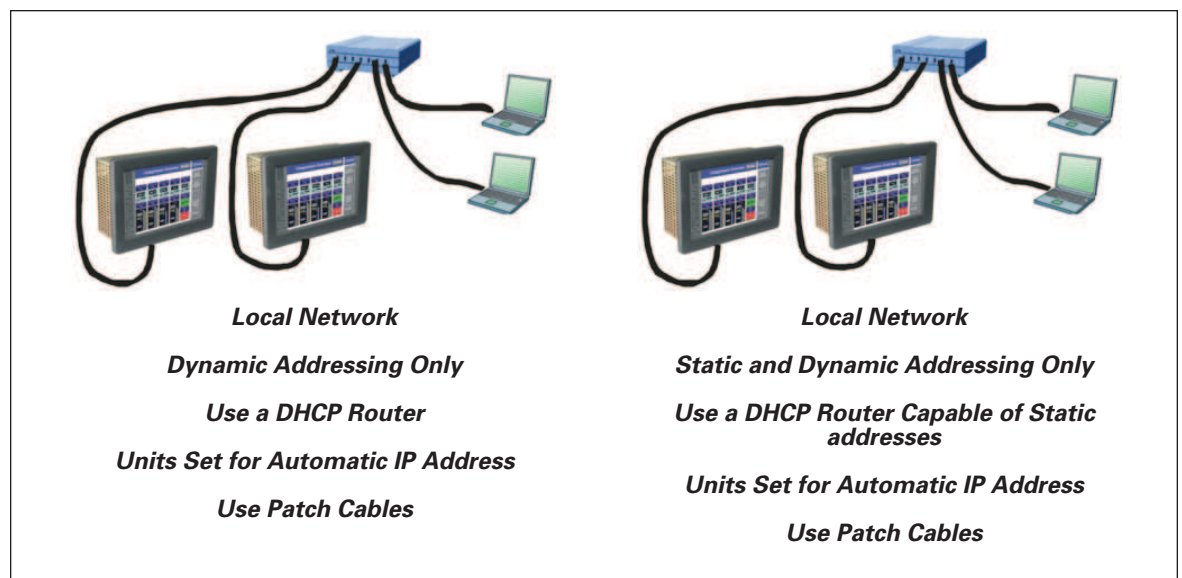 Local Network
Dynamic Addressing Only
Use a DHCP Router
Units Set for Automatic IP Address
Use Patch Cables
Local Network
Static and Dynamic Addressing Only
Use a DHCP Router Capable of Static
addresses
Units Set for Automatic IP Address
Use Patch Cables